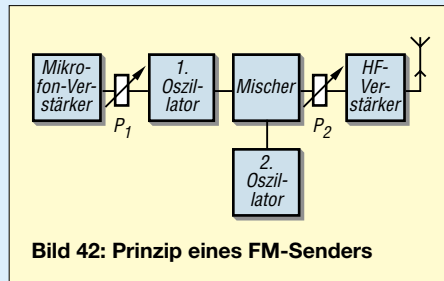 Mikro-
fon-Ver-
stärker
P1
1.
Oszil-
lator
Mischer
P2
HF-
Ver-
stärker
2.
Oszil-
lator
Bild 42: Prinzip eines FM-Senders